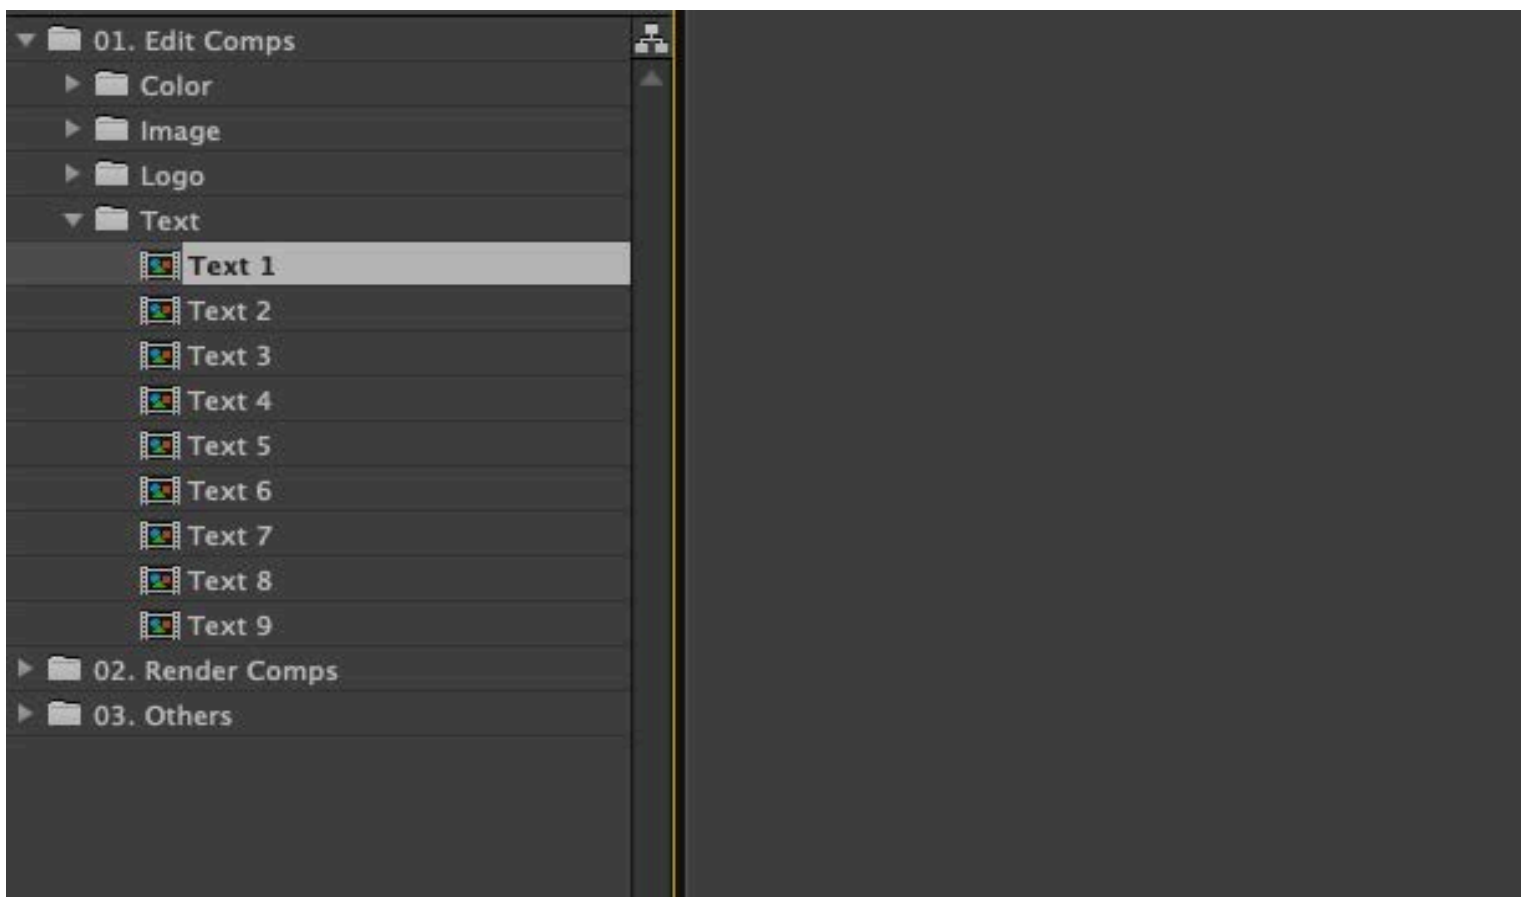 01. Edit Comps
Color
Image
Logo
Text
Text 1
Text 2
Text 3
Text 4
Text 5
Text 6
Text 7
Text 8
Text 9
02. Render Comps
03. Others